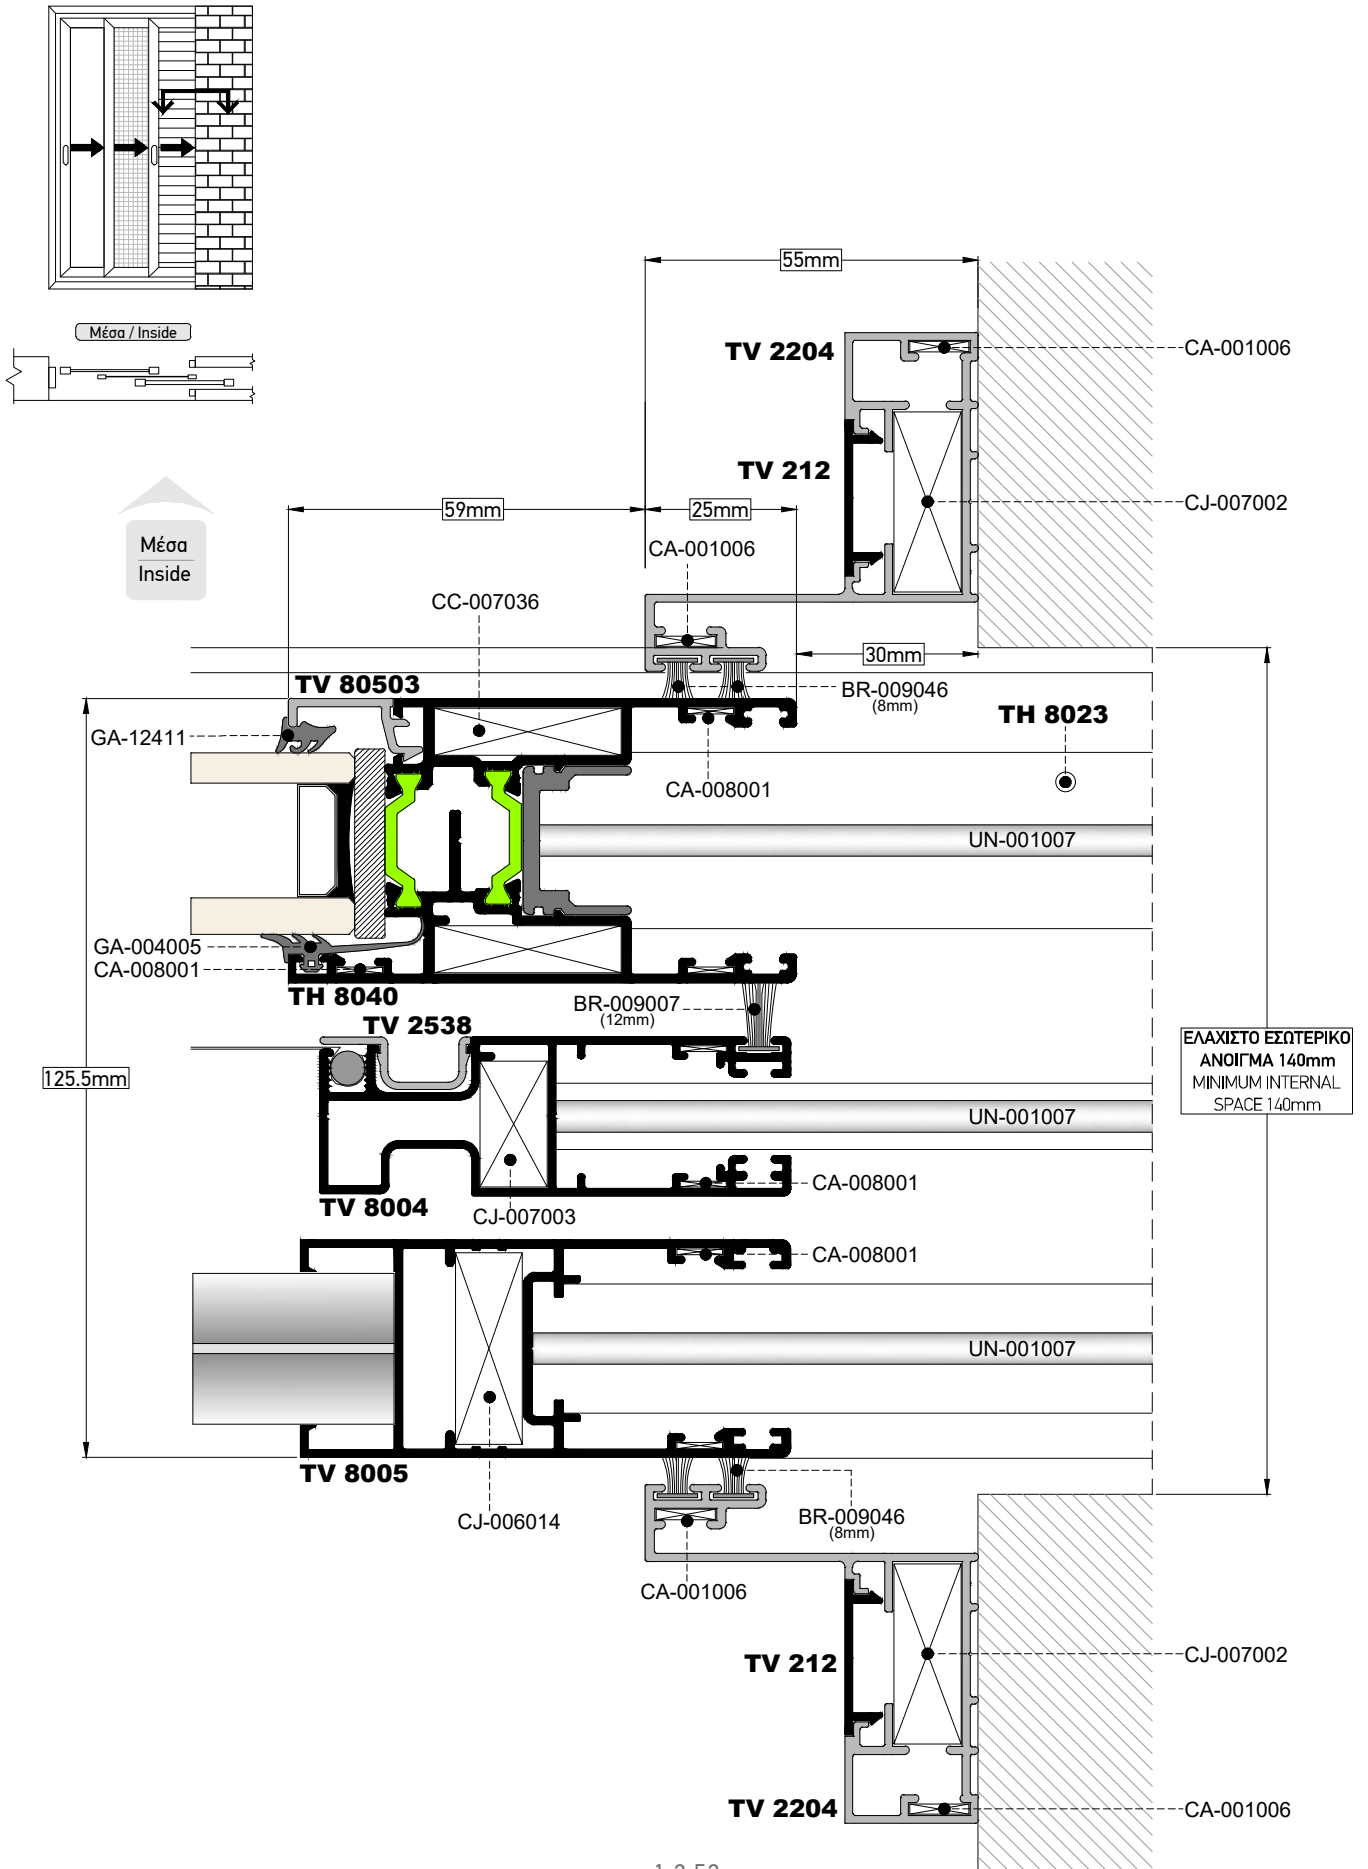 Μέσα / Inside
55mm
TV 2204
CA-001006
TV 212
CJ-007002
59mm
25mm
Μέσα
Inside
CA-001006
CC-007036
30mm
TV 80503
BR-009046
(8mm)
TH 8023
GA-12411
CA-008001
UN-001007
GA-004005
CA-008001
TH 8040
BR-009007
(12mm)
TV 2538
ΕΛΑΧΙΣΤΟ ΕΣΩΤΕΡΙΚΟ
ΑΝΟΙΓΜΑ 140mm
MINIMUM INTERNAL
SPACE 140mm
125.5mm
UN-001007
CA-008001
TV 8004
CJ-007003
CA-008001
UN-001007
TV 8005
CJ-006014
BR-009046
(8mm)
CA-001006
TV 212
CJ-007002
TV 2204
CA-001006